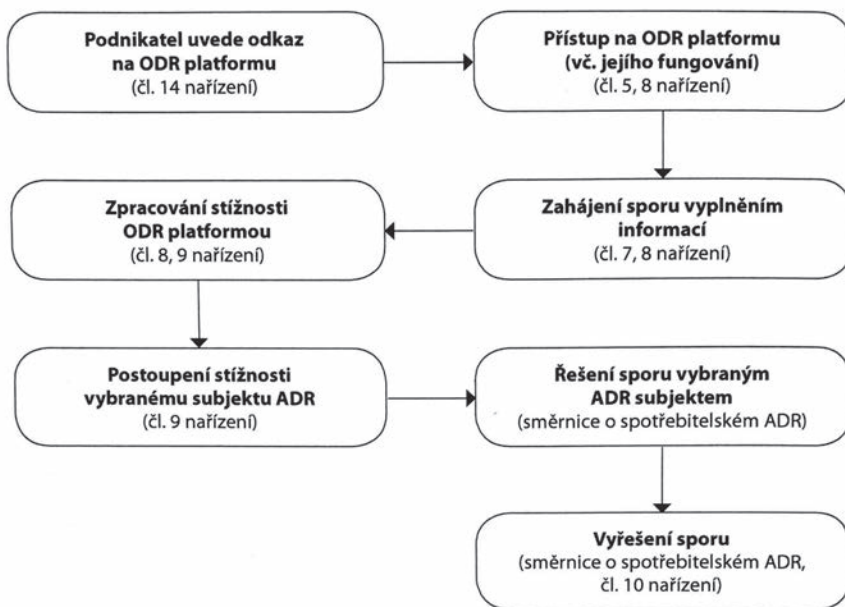 Podnikatel uvede odkaz
na ODR platformu
(čl. 14 nařízení)
Přístup na ODR platformu
(vč. jejího fungování)
(čl. 5, 8 nařízení)
Zahájení sporu vyplněním
informací
(čl. 7, 8 nařízení)
Zpracování stížnosti
ODR platformou
(čl. 8, 9 nařízení)
Postoupení stížnosti
vybranému subjektu ADR
(čl. 9 nařízení)
Řešení sporu vybraným
ADR subjektem
(směrnice o spotřebitelském ADR)
Vyřešení sporu
(směrnice o spotřebitelském ADR,
čl. 10 nařízení)